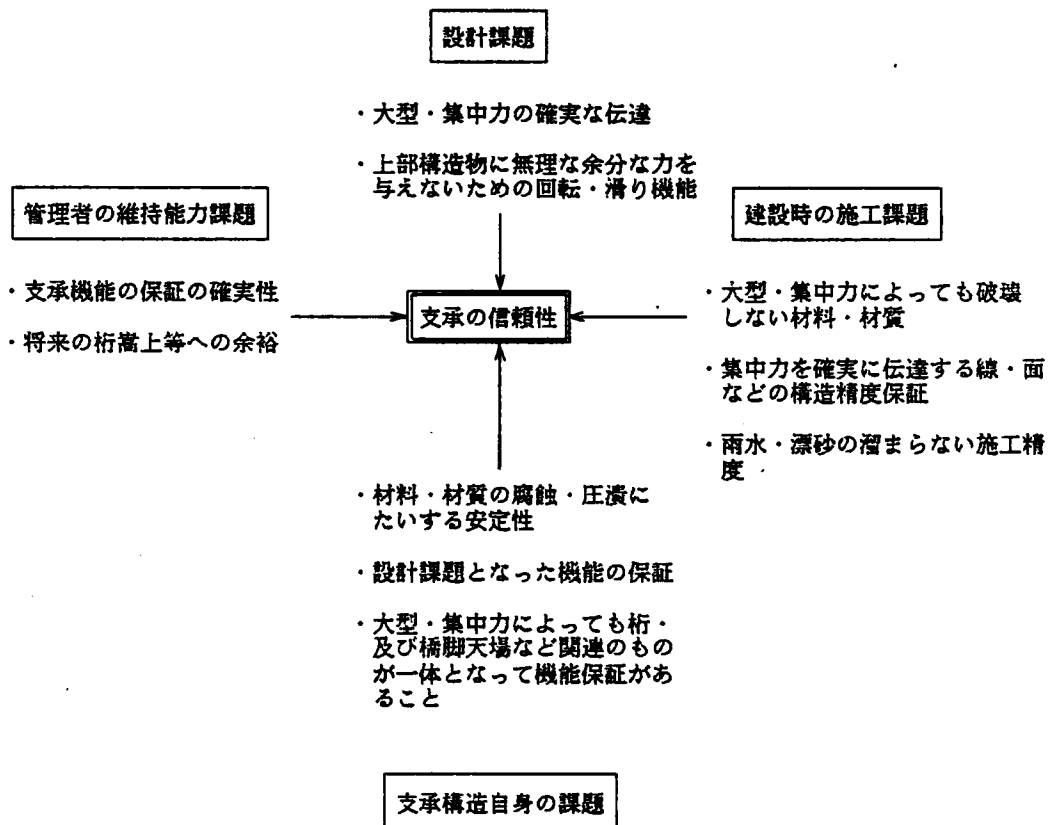 設計課題
・大型・集中力の確実な伝達
・上部構造物に無理な余分な力を
与えないための回転・滑り機能
管理者の維持能力課題
・支承機能の保証の確実性
・将来の桁嵩上等への余裕
支承の信頼性
建設時の施工課題
・大型・集中力によっても破壊
しない材料・材質
・集中力を確実に伝達する線・面
などの構造精度保証
・雨水・漂砂の溜まらない施工精
度
・材料・材質の腐蝕・圧潰に
たいする安定性
・設計課題となった機能の保証
・大型・集中力によっても桁・
及び橋脚天場など関連のもの
が一体となって機能保証があ
ること
支承構造自身の課題